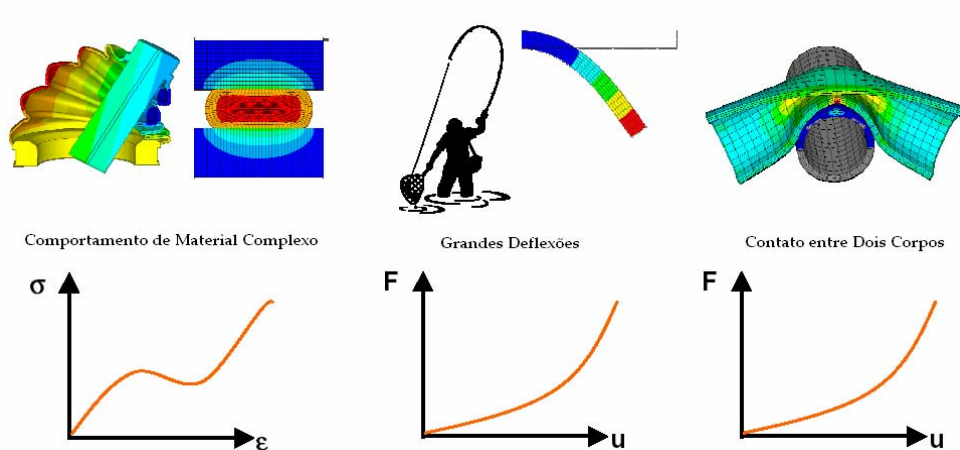 Comportamento de Material Complexo
Grandes Deflexões
Contato entre Dois Corpos
σ
ε
F
u
F
u